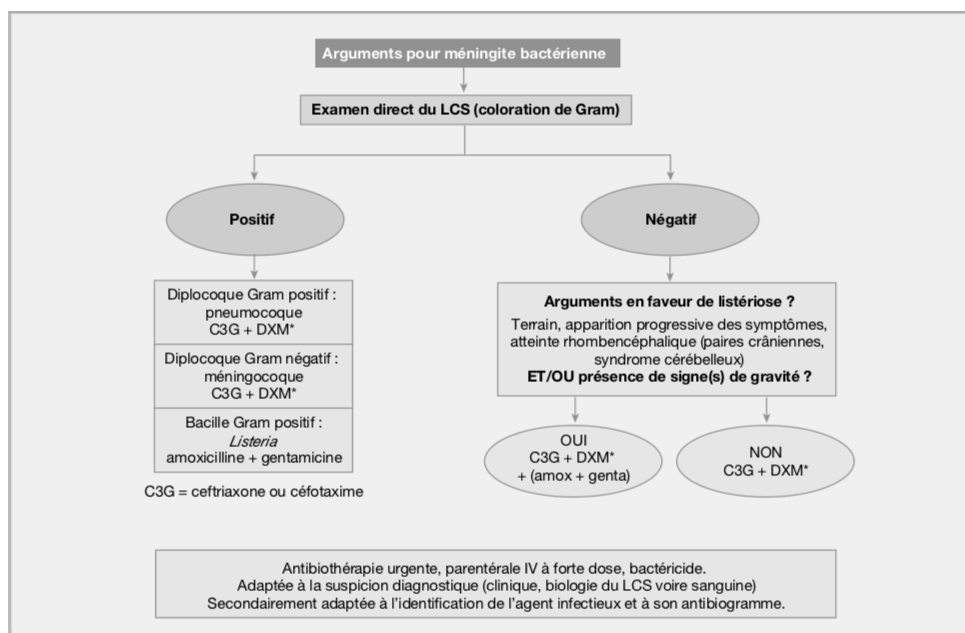 Arguments pour méningite bactérienne
Examen direct du LCS (coloration de Gram)
Positif
Négatif
Diplocoque Gram positif :
pneumocoque
C3G + DXM*
Diplocoque Gram négatif :
méningocoque
C3G + DXM*
Bacille Gram positif :
Listeria
amoxicilline + gentamicine
C3G = ceftriaxone ou céfotaxime
Arguments en faveur de listériose ?
Terrain, apparition progressive des symptômes,
atteinte rhombencéphalique (paires crâniennes,
syndrome cérébelleux)
ET/OU présence de signe(s) de gravité ?
OUI
C3G + DXM*
+ (amox + genta)
NON
C3G + DXM*
Antibiothérapie urgente, parentérale IV à forte dose, bactéricide.
Adaptée à la suspicion diagnostique (clinique, biologie du LCS voire sanguine)
Secondairement adaptée à l'identification de l'agent infectieux et à son antibiogramme.